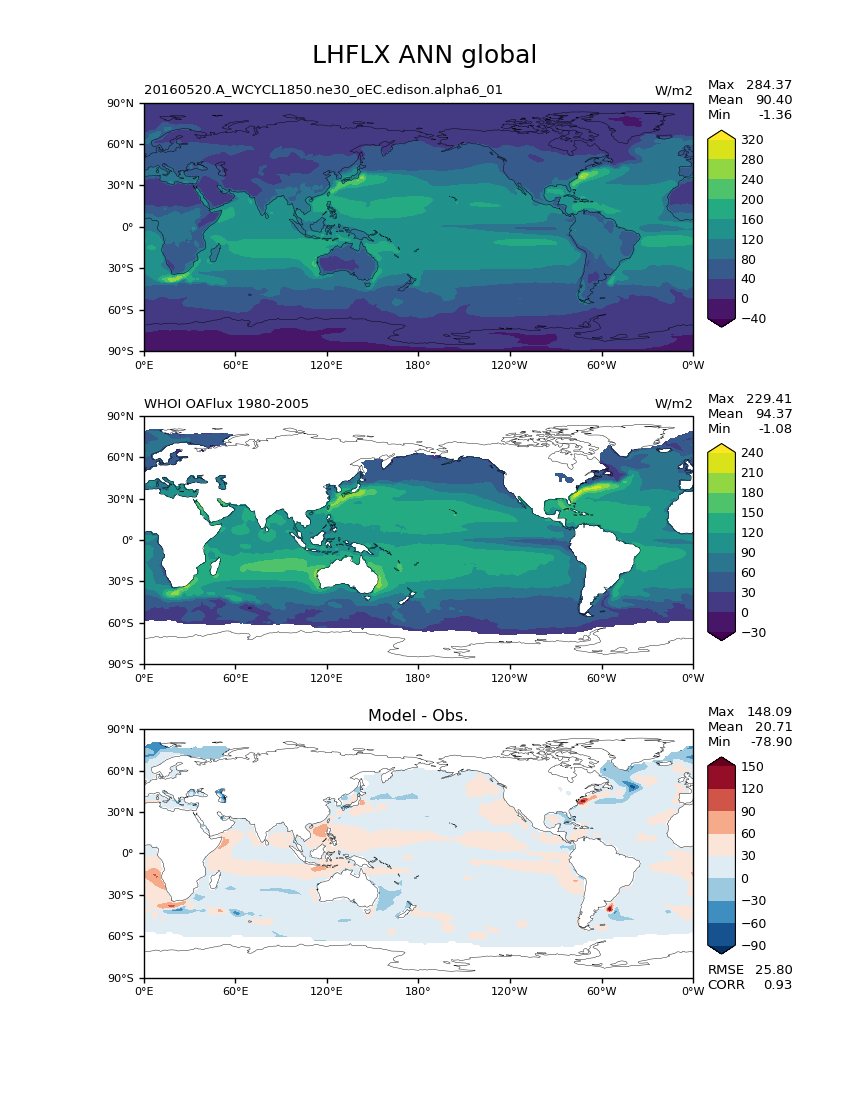 LHFLX ANN global
20160520.A_WCYCL1850.ne30_oEC.edison.alpha6_01 W/m2
Max 284.37
Mean 90.40
Min -1.36
90°N
60°N
30°N
0°
30°S
60°S
90°S
0°E 60°E 120°E 180° 120°W 60°W 0°W
320
280
240
200
160
120
80
40
0
−40
WHOI OAFlux 1980-2005 W/m2
Max 229.41
Mean 94.37
Min -1.08
90°N
60°N
30°N
0°
30°S
60°S
90°S
0°E 60°E 120°E 180° 120°W 60°W 0°W
240
210
180
150
120
90
60
30
0
−30
Model - Obs.
Max 148.09
Mean 20.71
Min -78.90
90°N
60°N
30°N
0°
30°S
60°S
90°S
0°E 60°E 120°E 180° 120°W 60°W 0°W
150
120
90
60
30
0
−30
−60
−90
RMSE 25.80
CORR 0.93